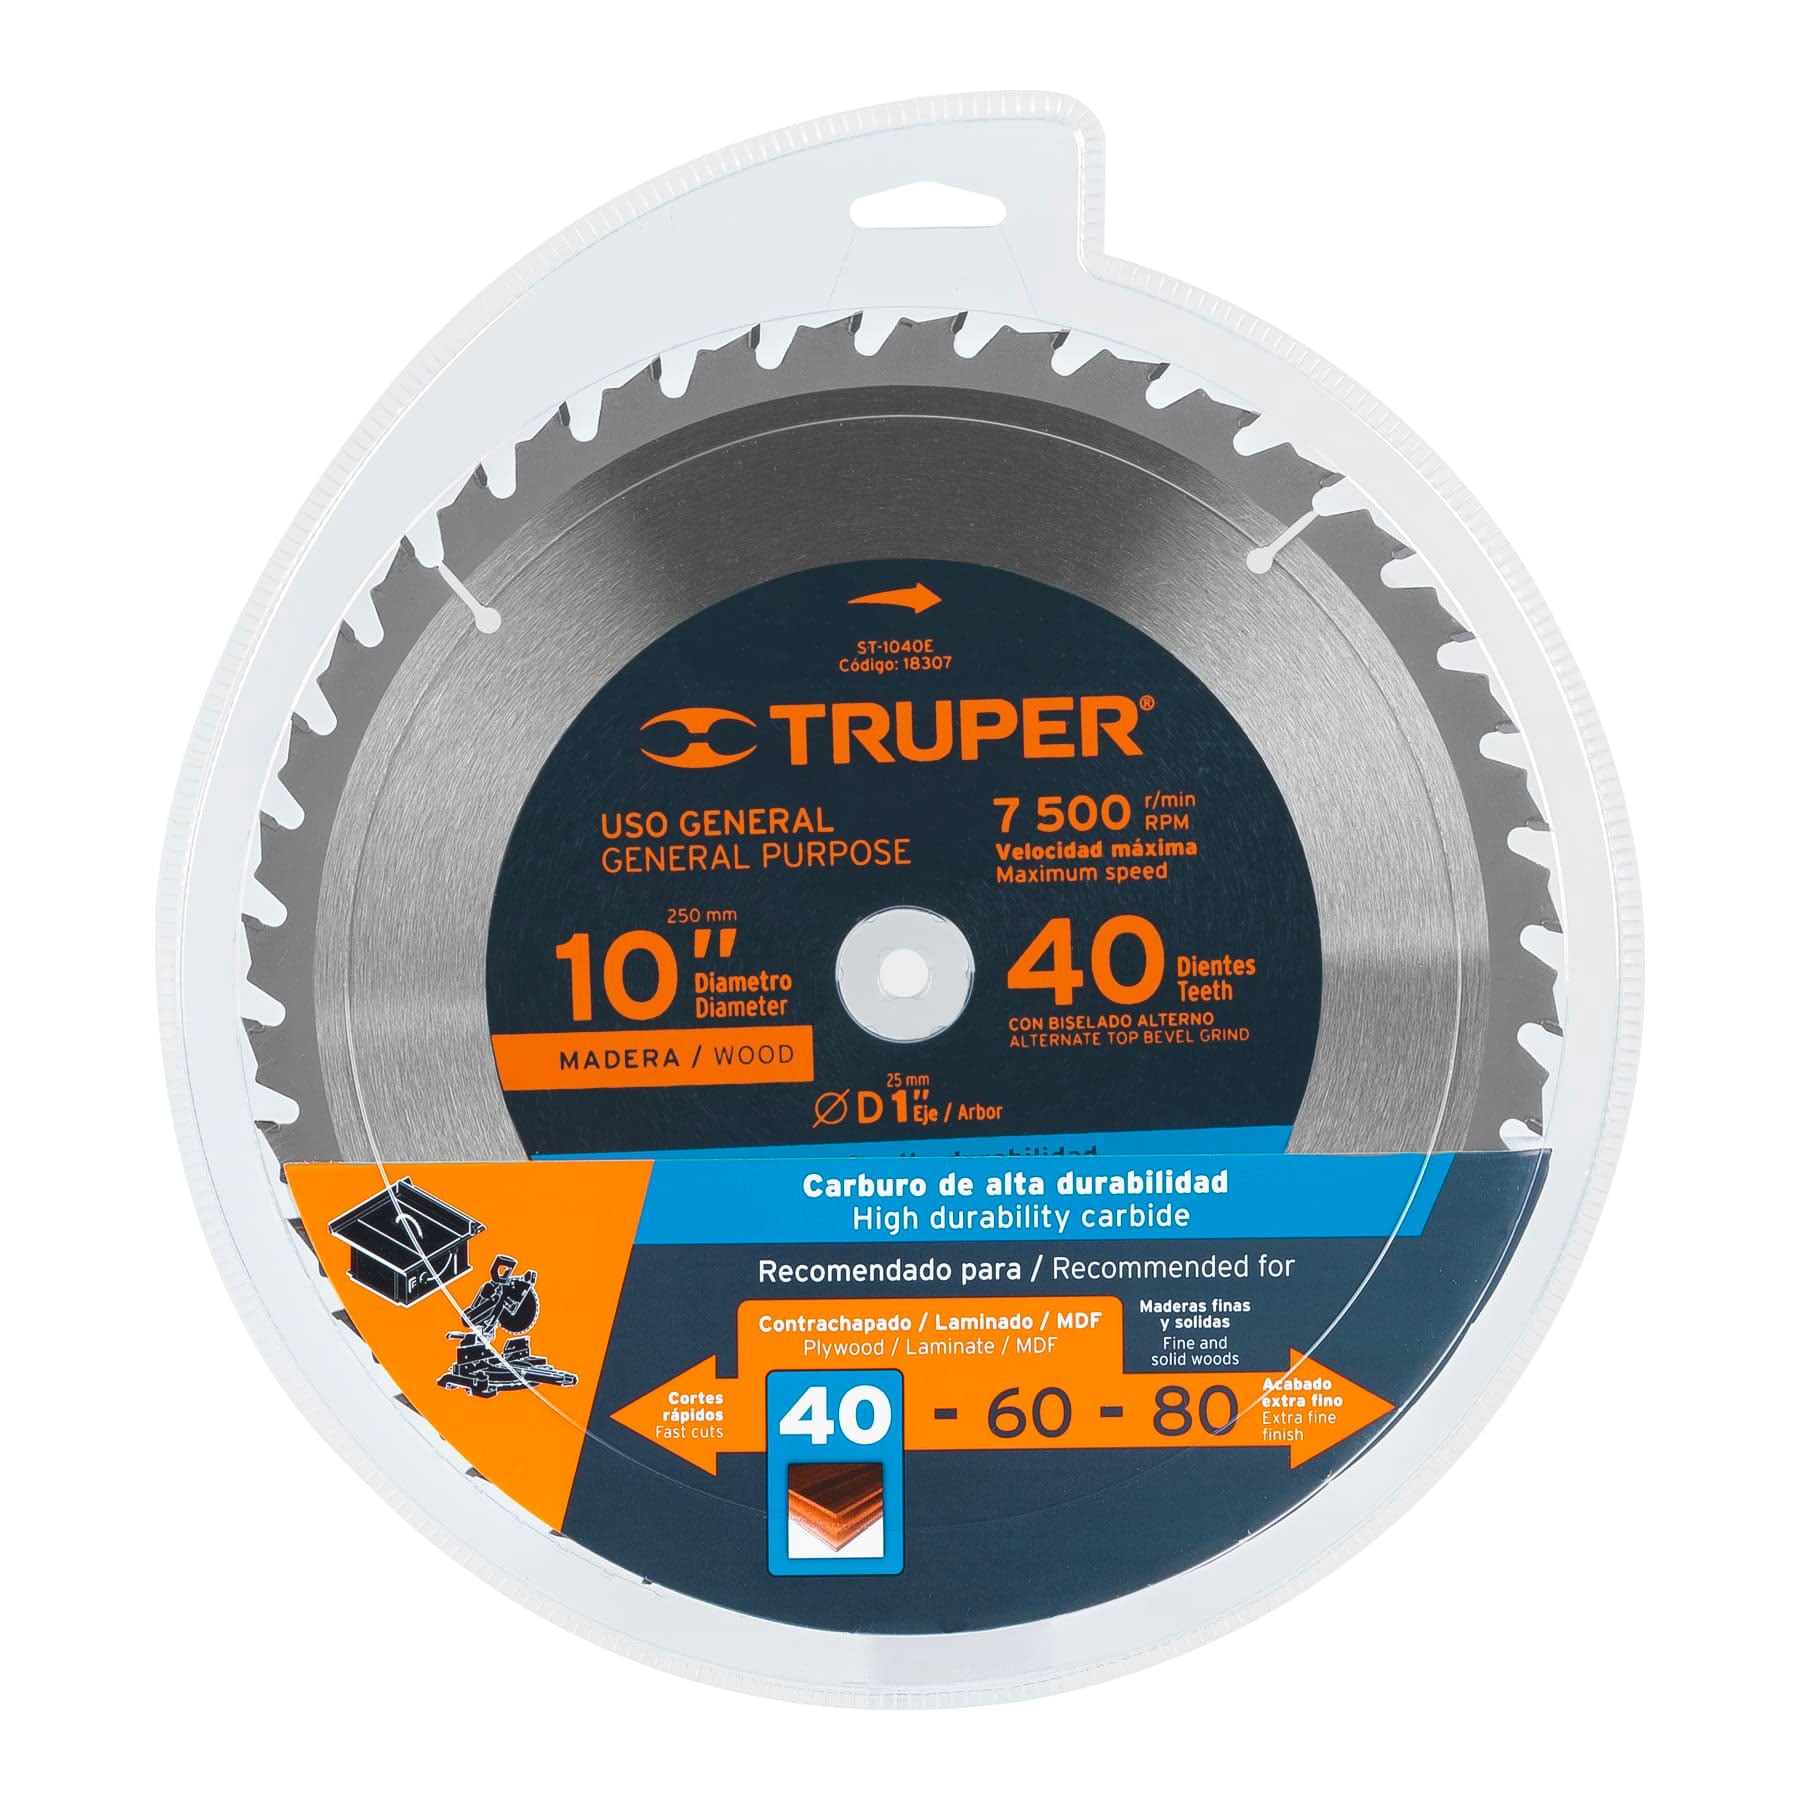 ST-1040E
Código: 18307
TRUPER®
USO GENERAL
GENERAL PURPOSE
7 500 r/min
RPM
Velocidad máxima
Maximum speed
250 mm
10" Diametro
Diameter
MADERA / WOOD
40 Dientes
Teeth
CON BISELADO ALTERNO
ALTERNATE TOP BEVEL GRIND
25 mm
Ø D 1" Eje / Arbor
alta durabilidad
Carburo de alta durabilidad
High durability carbide
Recomendado para / Recommended for
Contrachapado / Laminado / MDF
Plywood / Laminate / MDF
Maderas finas
y solidas
Fine and
solid woods
Cortes
rápidos
Fast cuts
40 - 60 - 80
Acabado
extra fino
Extra fine
finish